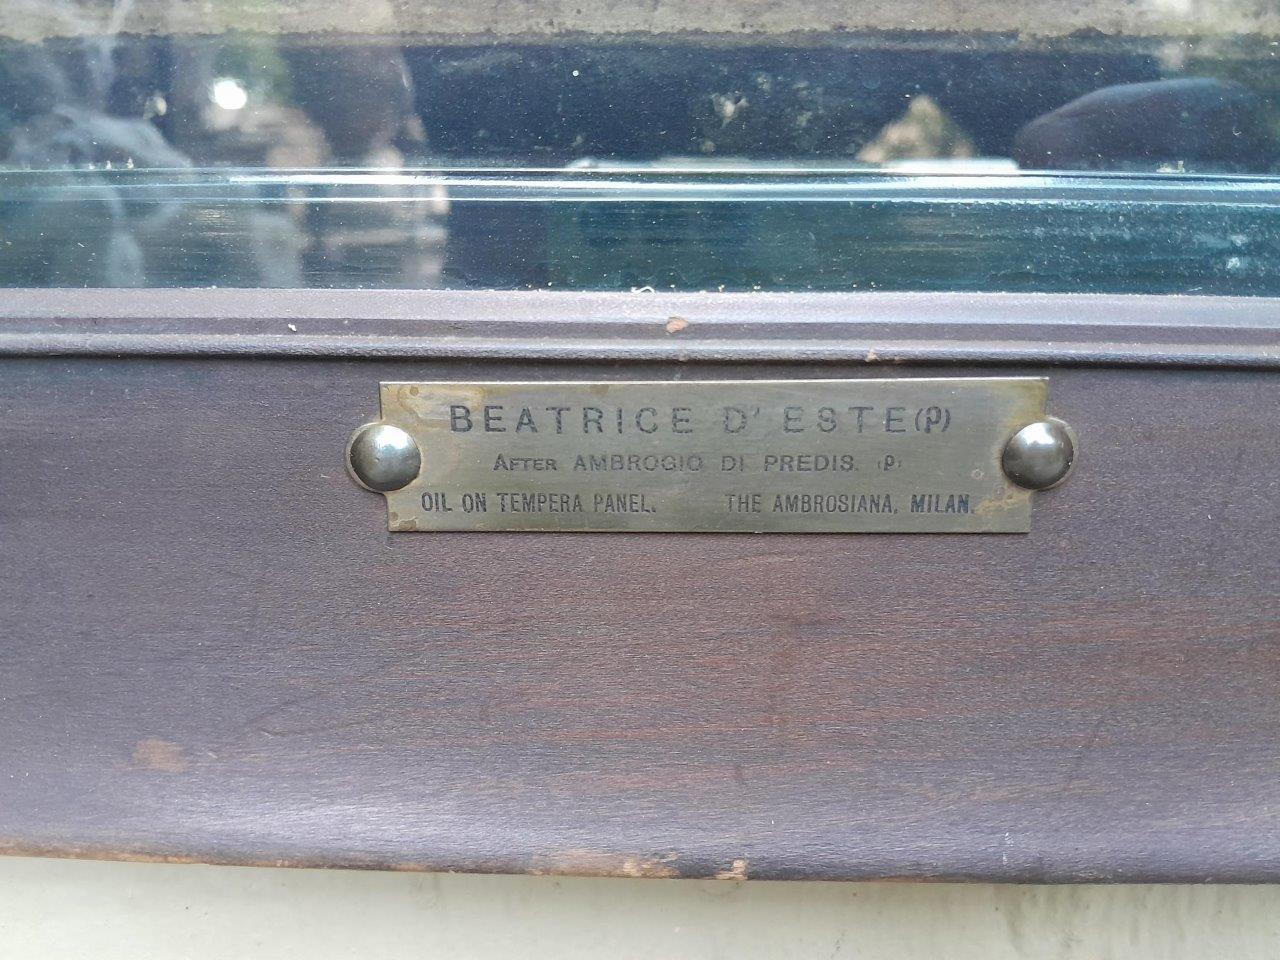 BEATRICE D' ESTE(?)
AFTER AMBROGIO DI PREDIS. (?)
OIL ON TEMPERA PANEL. THE AMBROSIANA, MILAN.